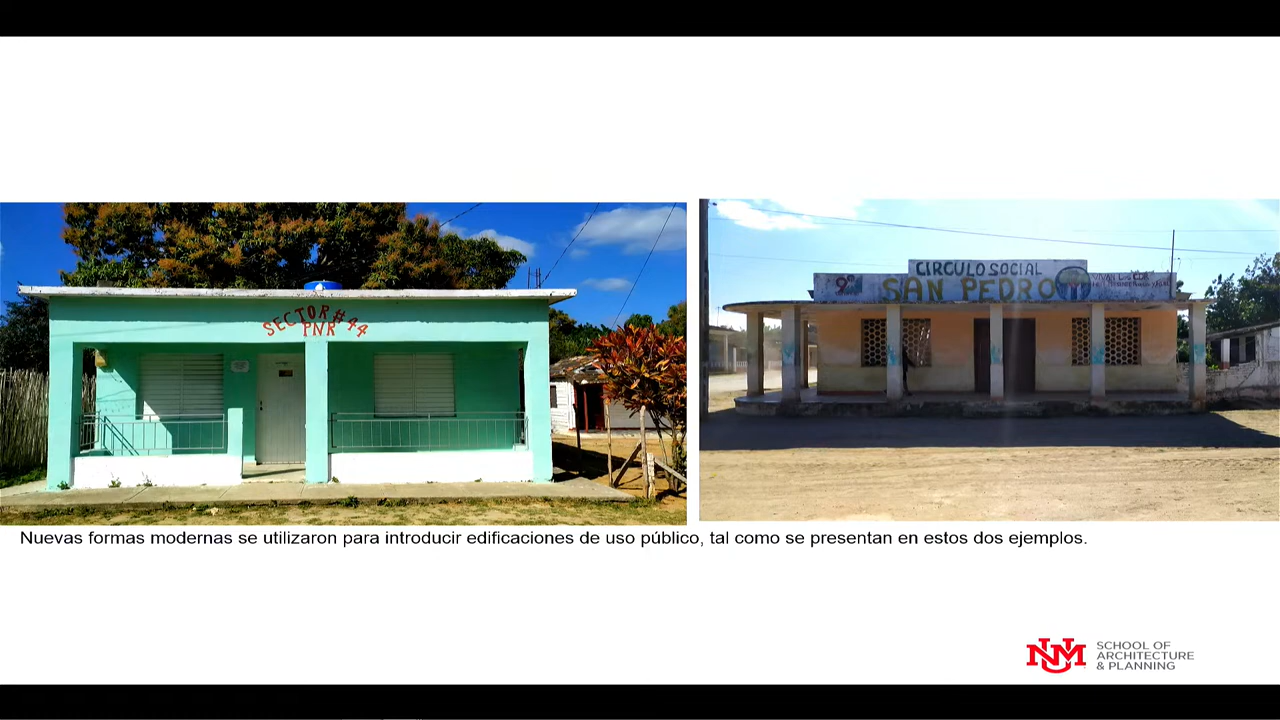 SECTOR#44
PNR
CIRCULO SOCIAL
SAN PEDRO
Nuevas formas modernas se utilizaron para introducir edificaciones de uso público, tal como se presentan en estos dos ejemplos.
UNM
SCHOOL OF
ARCHITECTURE
& PLANNING